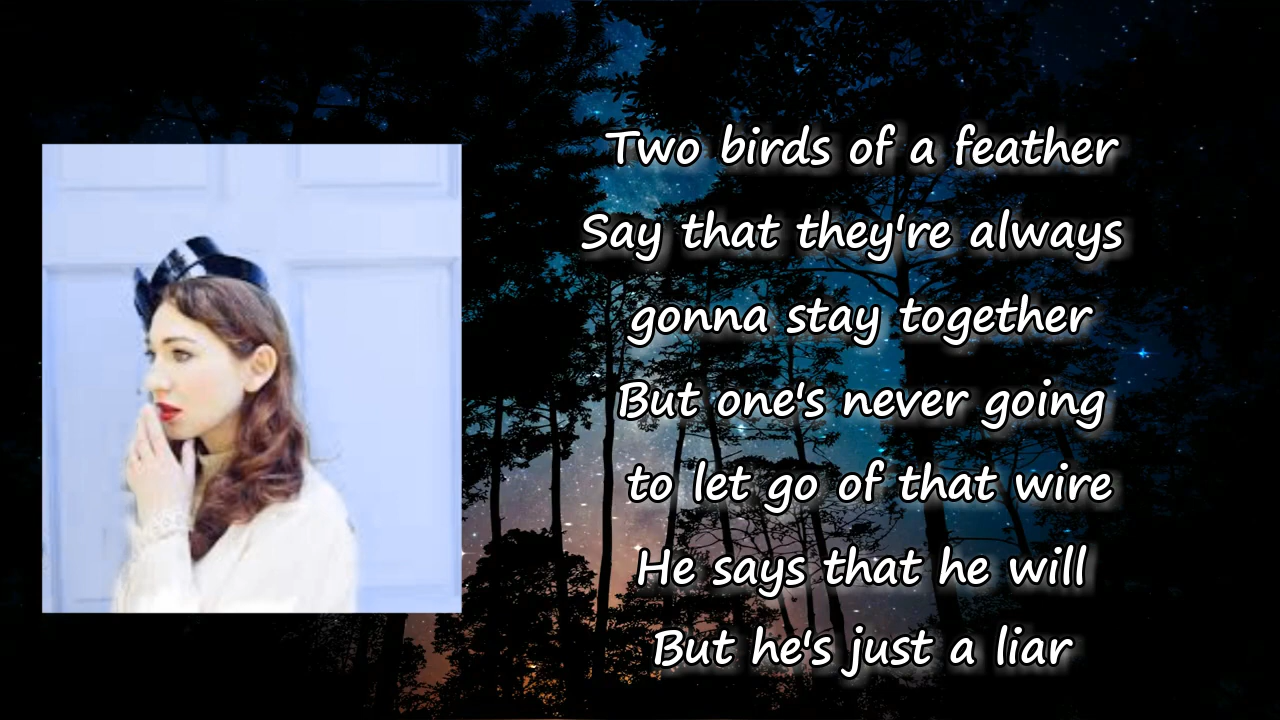 Two birds of a feather
Say that they're always
gonna stay together
But one's never going
to let go of that wire
He says that he will
But he's just a liar